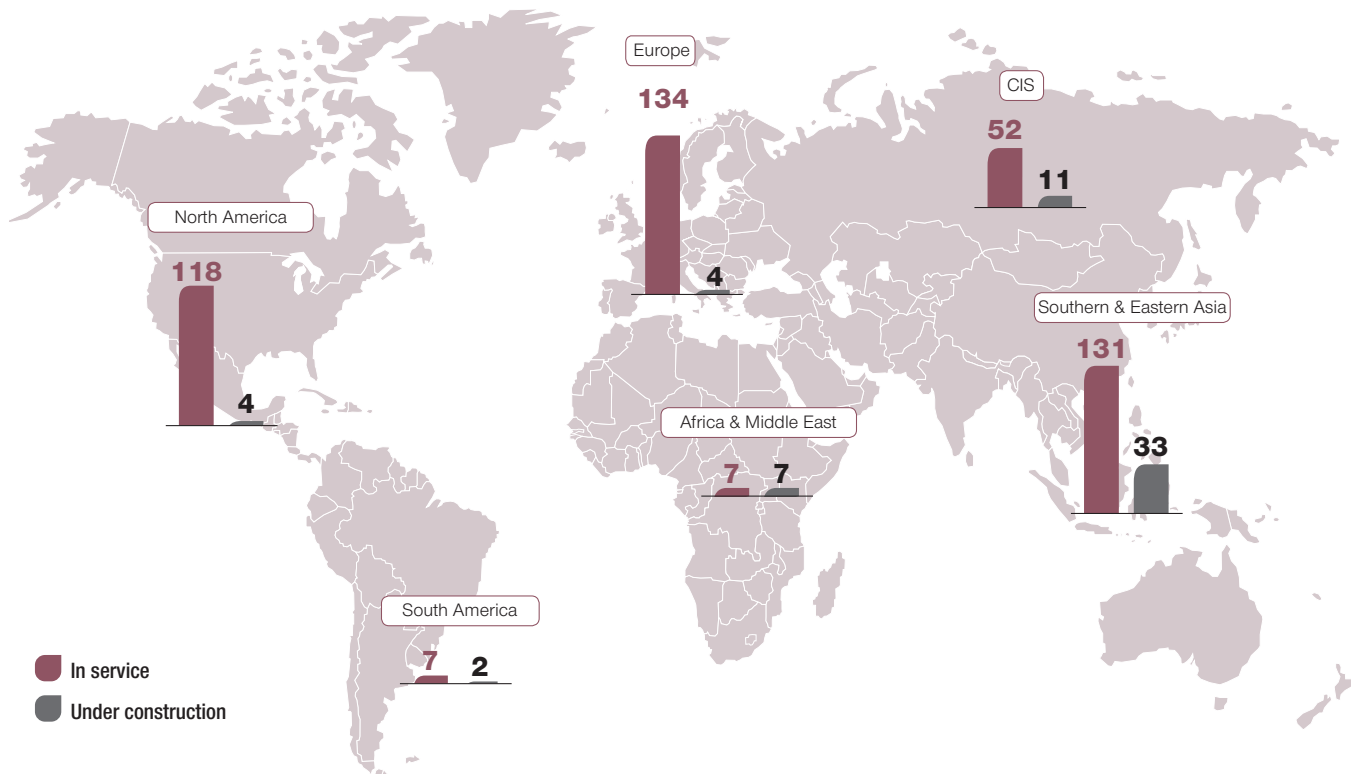 Europe
134
4
CIS
52
11
North America
118
4
Southern & Eastern Asia
131
33
Africa & Middle East
7
7
South America
7
2
In service
Under construction